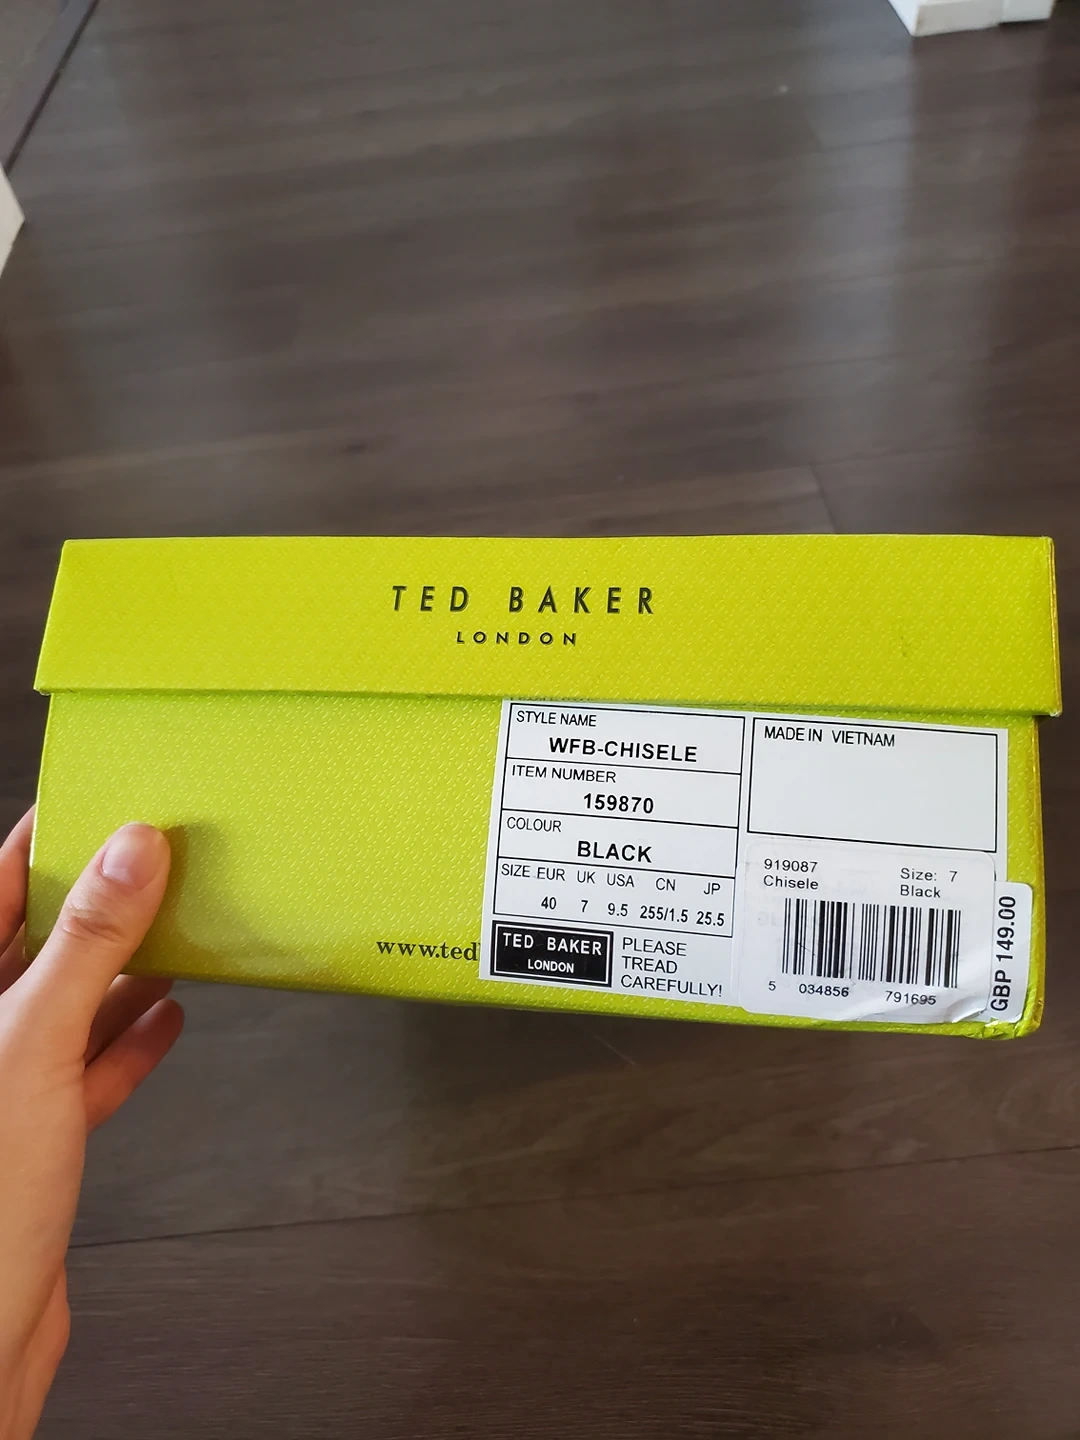 TED BAKER
LONDON
STYLE NAME
WFB-CHISELE
ITEM NUMBER
159870
COLOUR
BLACK
SIZE EUR UK USA CN JP
40 7 9.5 255/1.5 25.5
TED BAKER
LONDON
PLEASE
TREAD
CAREFULLY!
MADE IN VIETNAM
919087 Size: 7
Chisele Black
5 034856 791695
GBP 149.00
www.ted